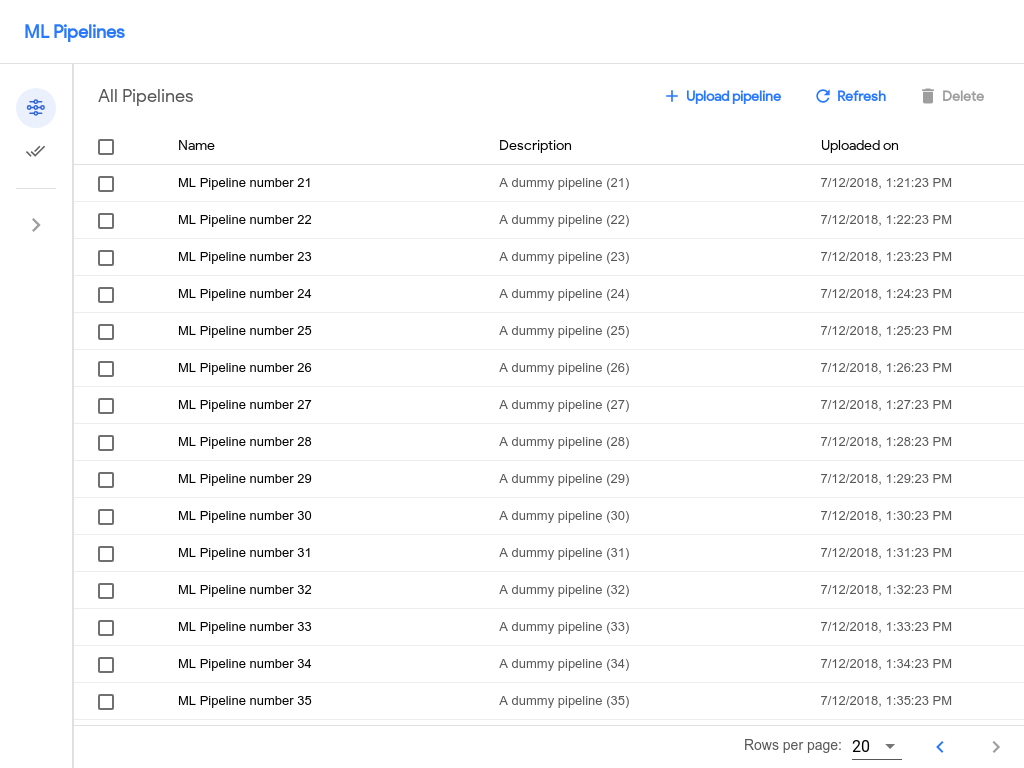 ML Pipelines
All Pipelines
Upload pipeline
Refresh
Delete
Name Description Uploaded on
ML Pipeline number 21 A dummy pipeline (21) 7/12/2018, 1:21:23 PM
ML Pipeline number 22 A dummy pipeline (22) 7/12/2018, 1:22:23 PM
ML Pipeline number 23 A dummy pipeline (23) 7/12/2018, 1:23:23 PM
ML Pipeline number 24 A dummy pipeline (24) 7/12/2018, 1:24:23 PM
ML Pipeline number 25 A dummy pipeline (25) 7/12/2018, 1:25:23 PM
ML Pipeline number 26 A dummy pipeline (26) 7/12/2018, 1:26:23 PM
ML Pipeline number 27 A dummy pipeline (27) 7/12/2018, 1:27:23 PM
ML Pipeline number 28 A dummy pipeline (28) 7/12/2018, 1:28:23 PM
ML Pipeline number 29 A dummy pipeline (29) 7/12/2018, 1:29:23 PM
ML Pipeline number 30 A dummy pipeline (30) 7/12/2018, 1:30:23 PM
ML Pipeline number 31 A dummy pipeline (31) 7/12/2018, 1:31:23 PM
ML Pipeline number 32 A dummy pipeline (32) 7/12/2018, 1:32:23 PM
ML Pipeline number 33 A dummy pipeline (33) 7/12/2018, 1:33:23 PM
ML Pipeline number 34 A dummy pipeline (34) 7/12/2018, 1:34:23 PM
ML Pipeline number 35 A dummy pipeline (35) 7/12/2018, 1:35:23 PM
Rows per page: 20